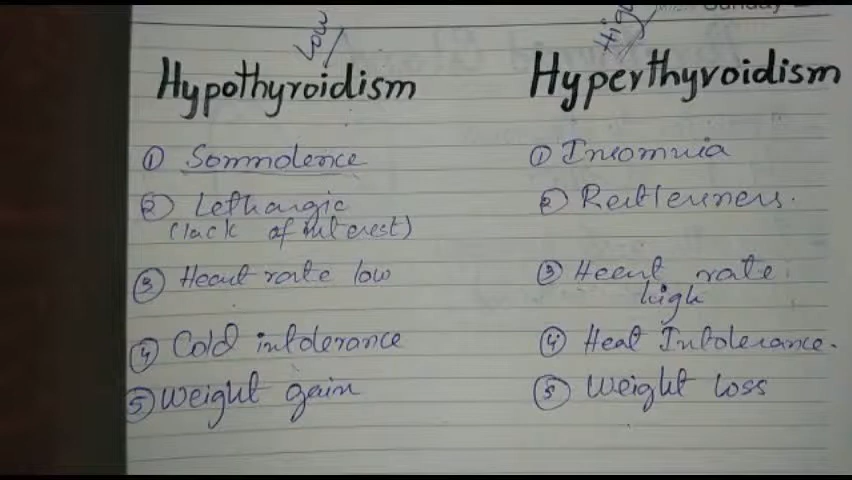 Sunday
Low
High
Hypothyroidism
Hyperthyroidism
① Somnolence
① Insomnia
② Lethargic
(lack of interest)
② Restlessness.
③ Heart rate low
③ Heart rate
high
④ Cold intolerance
④ Heat Intolerance.
⑤ Weight gain
⑤ Weight loss